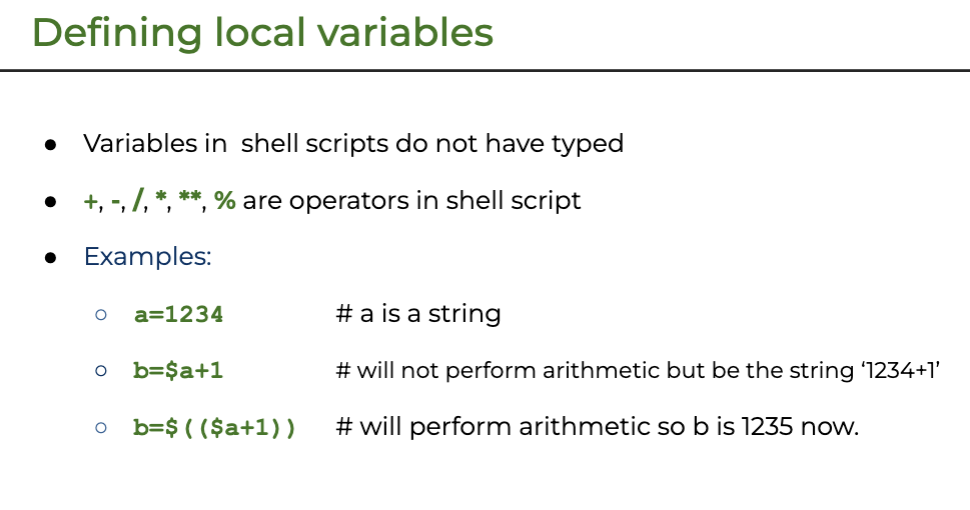 Defining local variables
● Variables in  shell scripts do not have typed
● +, -, /, *, **, % are operators in shell script
● Examples:
○ a=1234 # a is a string
○ b=$a+1 # will not perform arithmetic but be the string ‘1234+1’
○ b=$(($a+1)) # will perform arithmetic so b is 1235 now.